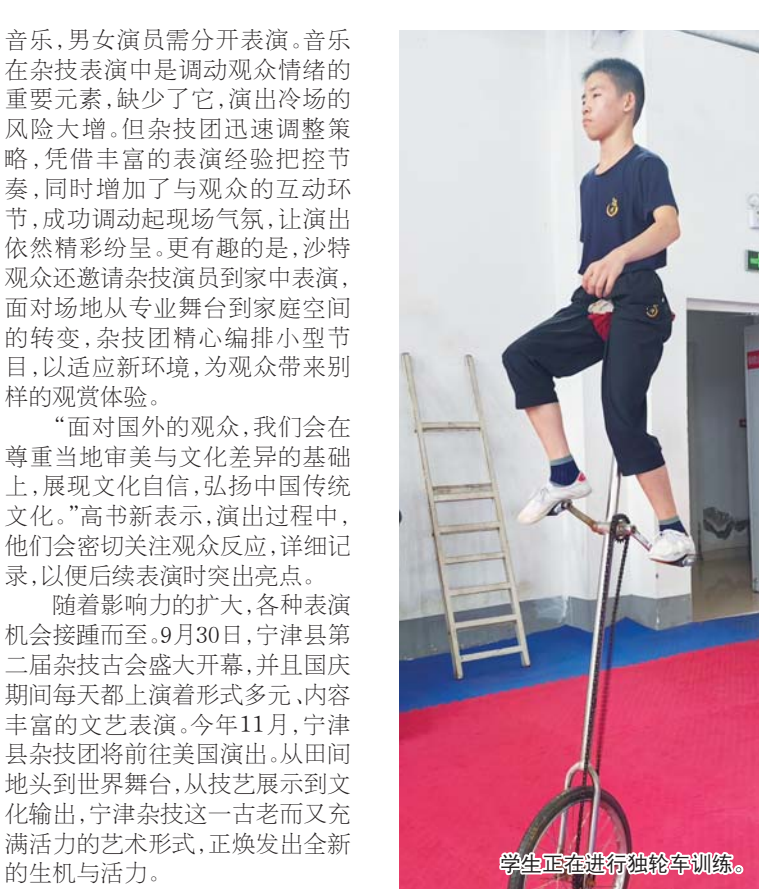 音乐,男女演员需分开表演。音乐
在杂技表演中是调动观众情绪的
重要元素,缺少了它,演出冷场的
风险大增。但杂技团迅速调整策
略,凭借丰富的表演经验把控节
奏,同时增加了与观众的互动环
节,成功调动起现场气氛,让演出
依然精彩纷呈。更有趣的是,沙特
观众还邀请杂技演员到家中表演,
面对场地从专业舞台到家庭空间
的转变,杂技团精心编排小型节
目,以适应新环境,为观众带来别
样的观赏体验。
“面对国外的观众,我们会在
尊重当地审美与文化差异的基础
上,展现文化自信,弘扬中国传统
文化。”高书新表示,演出过程中,
他们会密切关注观众反应,详细记
录,以便后续表演时突出亮点。
随着影响力的扩大,各种表演
机会接踵而至。9月30日,宁津县第
二届杂技古会盛大开幕,并且国庆
期间每天都上演着形式多元、内容
丰富的文艺表演。今年11月,宁津
县杂技团将前往美国演出。从田间
地头到世界舞台,从技艺展示到文
化输出,宁津杂技这一古老而又充
满活力的艺术形式,正焕发出全新
的生机与活力。
学生正在进行独轮车训练。